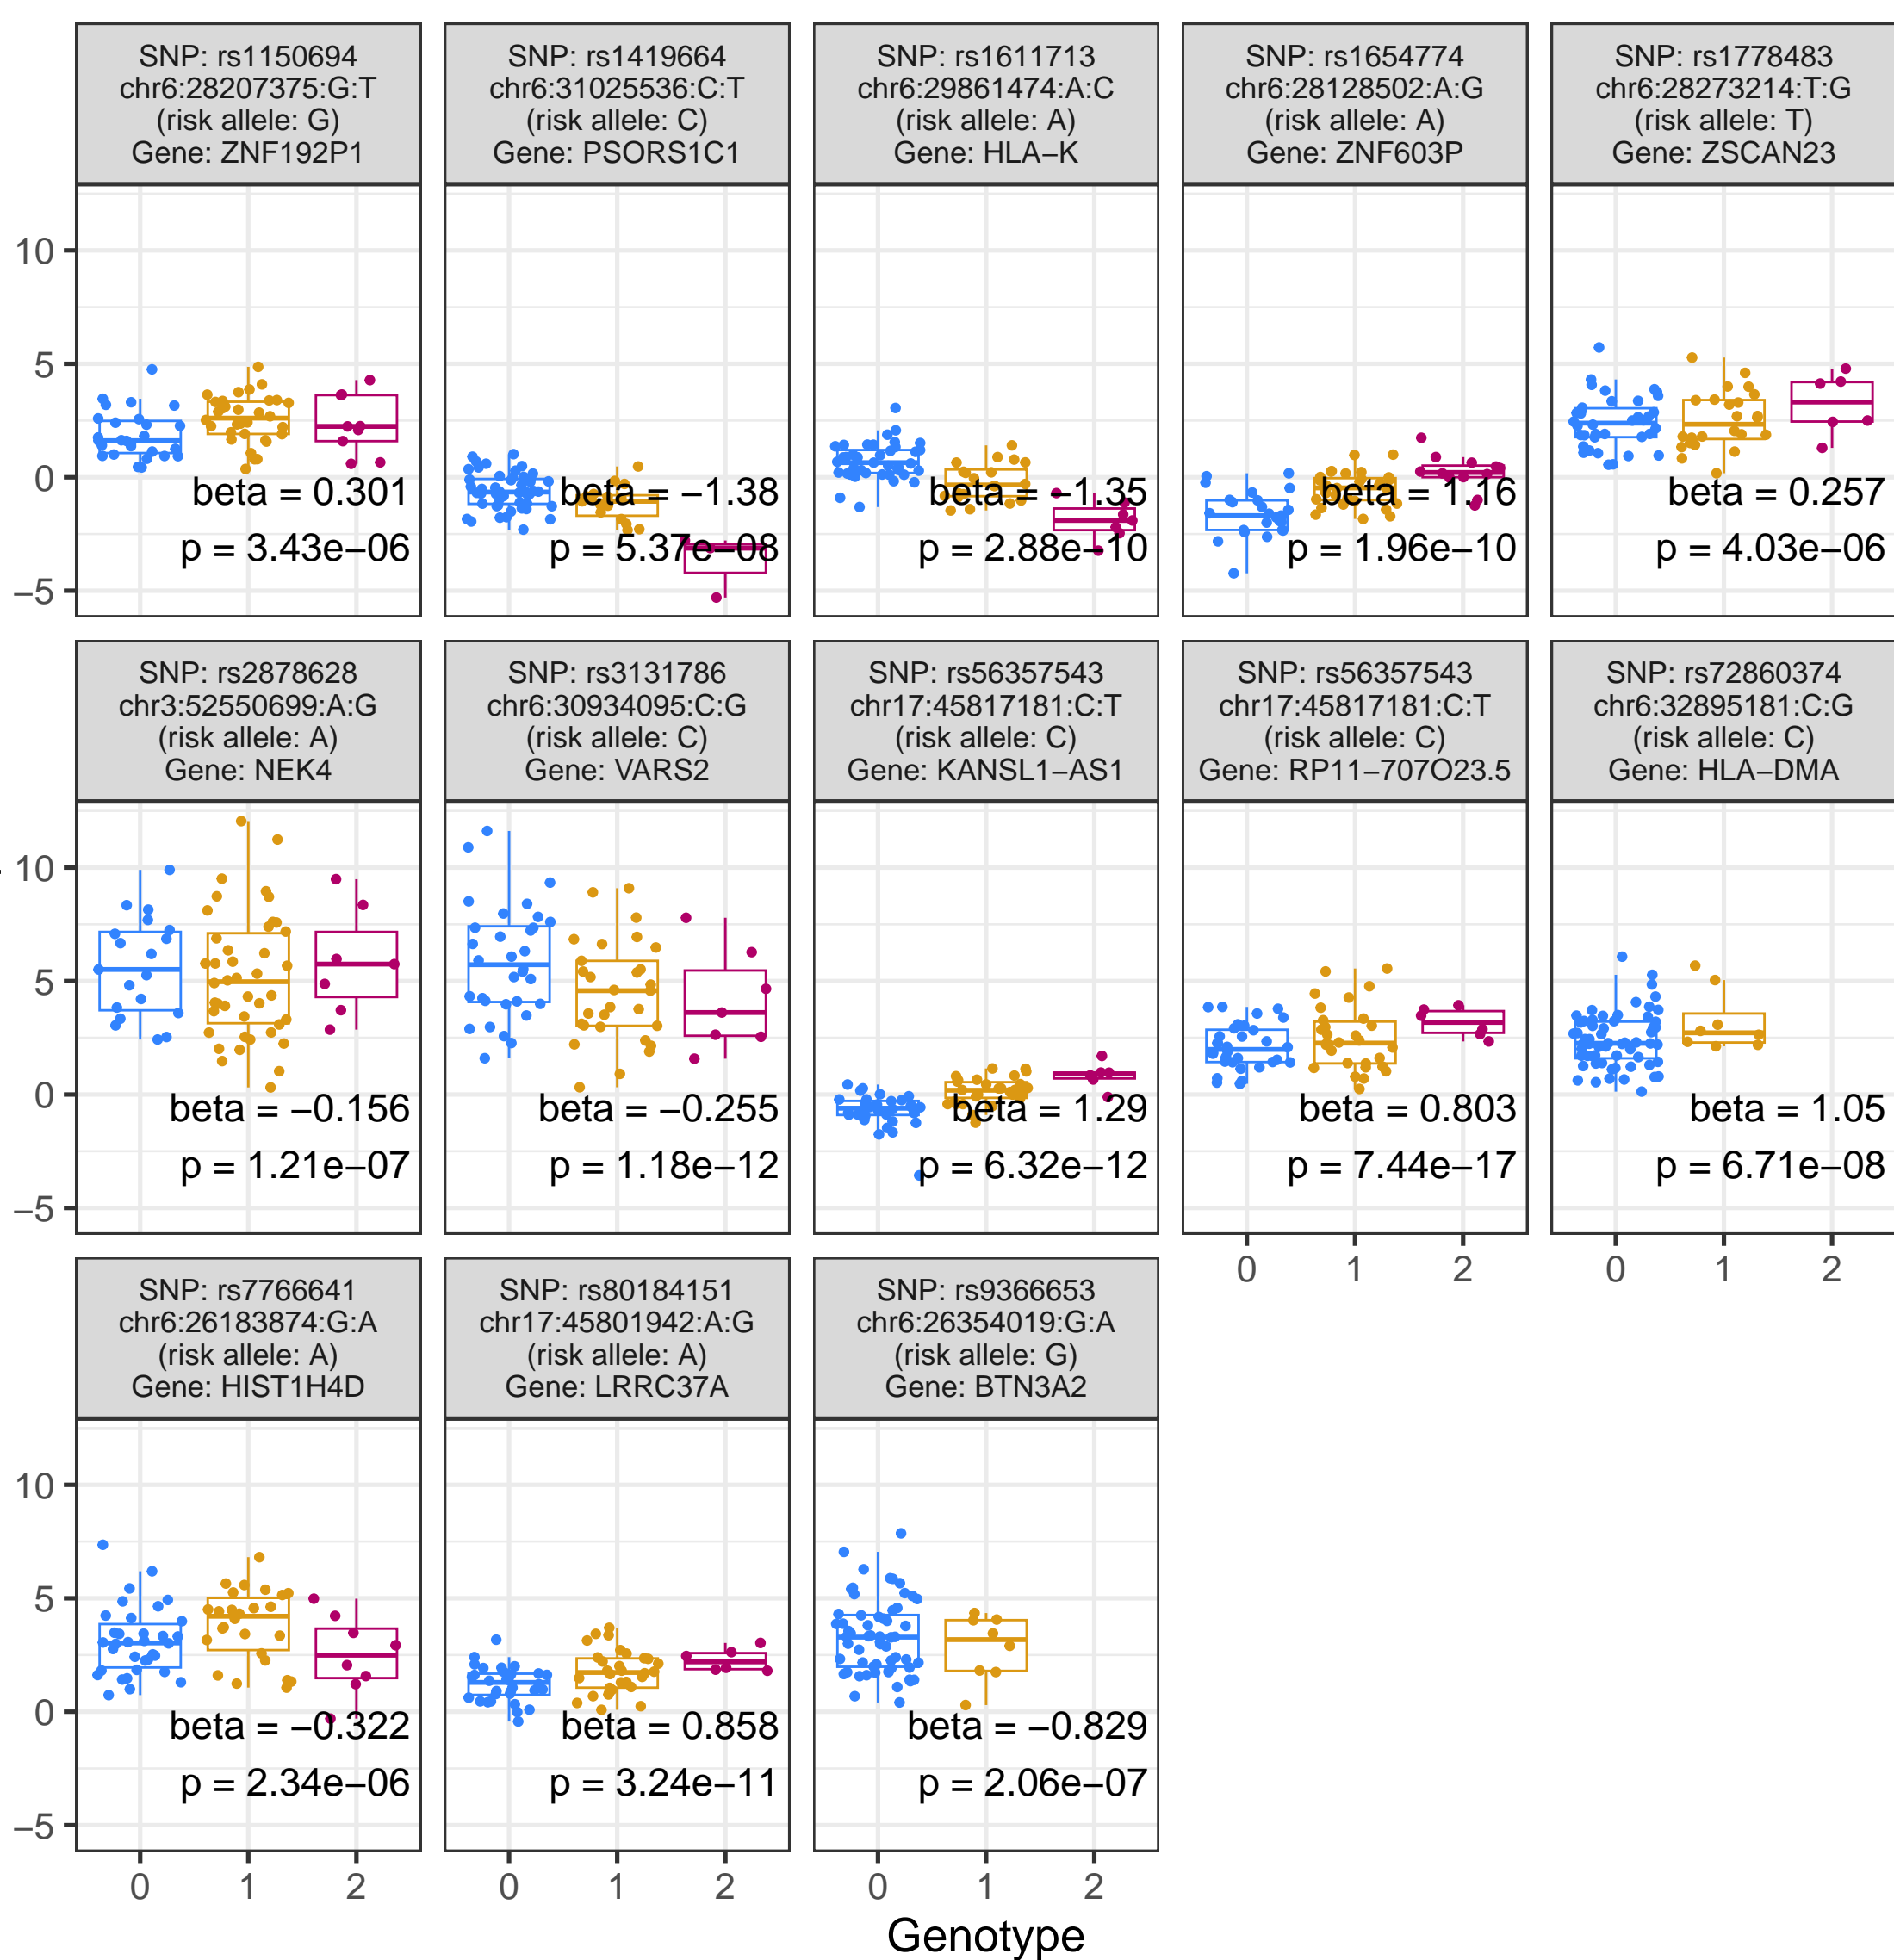 SNP: rs1150694
chr6:28207375:G:T
(risk allele: G)
Gene: ZNF192P1
SNP: rs1419664
chr6:31025536:C:T
(risk allele: C)
Gene: PSORS1C1
SNP: rs1611713
chr6:29861474:A:C
(risk allele: A)
Gene: HLA−K
SNP: rs1654774
chr6:28128502:A:G
(risk allele: A)
Gene: ZNF603P
SNP: rs1778483
chr6:28273214:T:G
(risk allele: T)
Gene: ZSCAN23
10
5
0
−5
beta = 0.301
p = 3.43e−06
beta = −1.38
p = 5.37e−08
beta = −1.35
p = 2.88e−10
beta = 1.16
p = 1.96e−10
beta = 0.257
p = 4.03e−06
SNP: rs2878628
chr3:52550699:A:G
(risk allele: A)
Gene: NEK4
SNP: rs3131786
chr6:30934095:C:G
(risk allele: C)
Gene: VARS2
SNP: rs56357543
chr17:45817181:C:T
(risk allele: C)
Gene: KANSL1−AS1
SNP: rs56357543
chr17:45817181:C:T
(risk allele: C)
Gene: RP11−707O23.5
SNP: rs72860374
chr6:32895181:C:G
(risk allele: C)
Gene: HLA−DMA
10
5
0
−5
beta = −0.156
p = 1.21e−07
beta = −0.255
p = 1.18e−12
beta = 1.29
p = 6.32e−12
beta = 0.803
p = 7.44e−17
beta = 1.05
p = 6.71e−08
0 1 2
0 1 2
SNP: rs7766641
chr6:26183874:G:A
(risk allele: A)
Gene: HIST1H4D
SNP: rs80184151
chr17:45801942:A:G
(risk allele: A)
Gene: LRRC37A
SNP: rs9366653
chr6:26354019:G:A
(risk allele: G)
Gene: BTN3A2
10
5
0
−5
beta = −0.322
p = 2.34e−06
beta = 0.858
p = 3.24e−11
beta = −0.829
p = 2.06e−07
0 1 2
0 1 2
0 1 2
Genotype